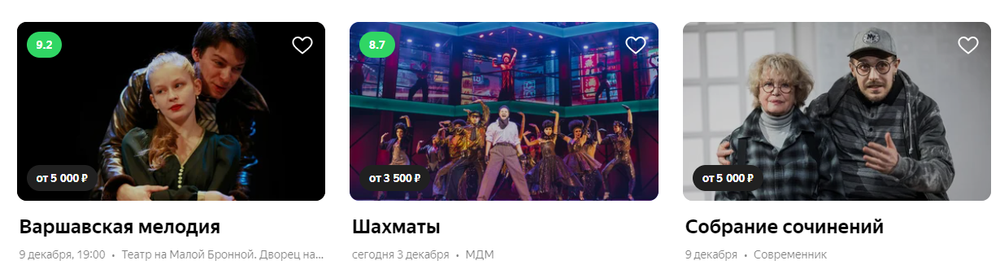 9.2
от 5 000 ₽
Варшавская мелодия
9 декабря, 19:00 • Театр на Малой Бронной. Дворец на...
8.7
от 3 500 ₽
Шахматы
сегодня 3 декабря • МДМ
от 5 000 ₽
Собрание сочинений
9 декабря • Современник